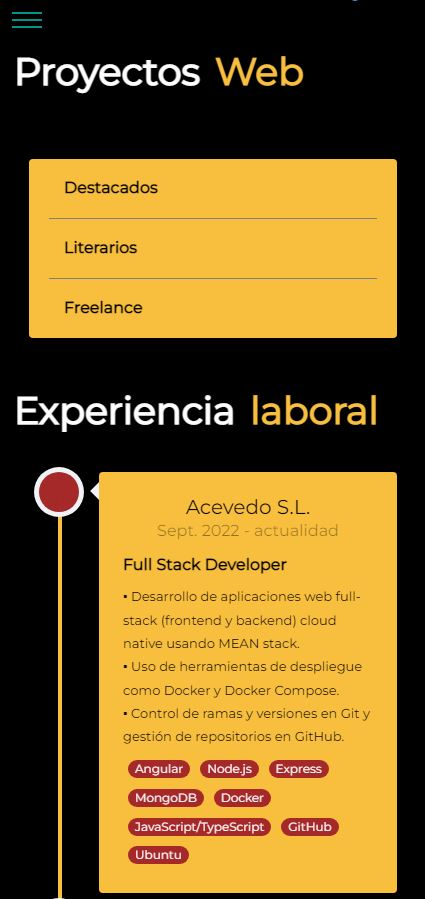 Proyectos Web
Destacados
Literarios
Freelance
Experiencia laboral
Acevedo S.L.
Sept. 2022 - actualidad
Full Stack Developer
▪ Desarrollo de aplicaciones web full-
stack (frontend y backend) cloud
native usando MEAN stack.
▪ Uso de herramientas de despliegue
como Docker y Docker Compose.
▪ Control de ramas y versiones en Git y
gestión de repositorios en GitHub.
Angular Node.js Express
MongoDB Docker
JavaScript/TypeScript GitHub
Ubuntu